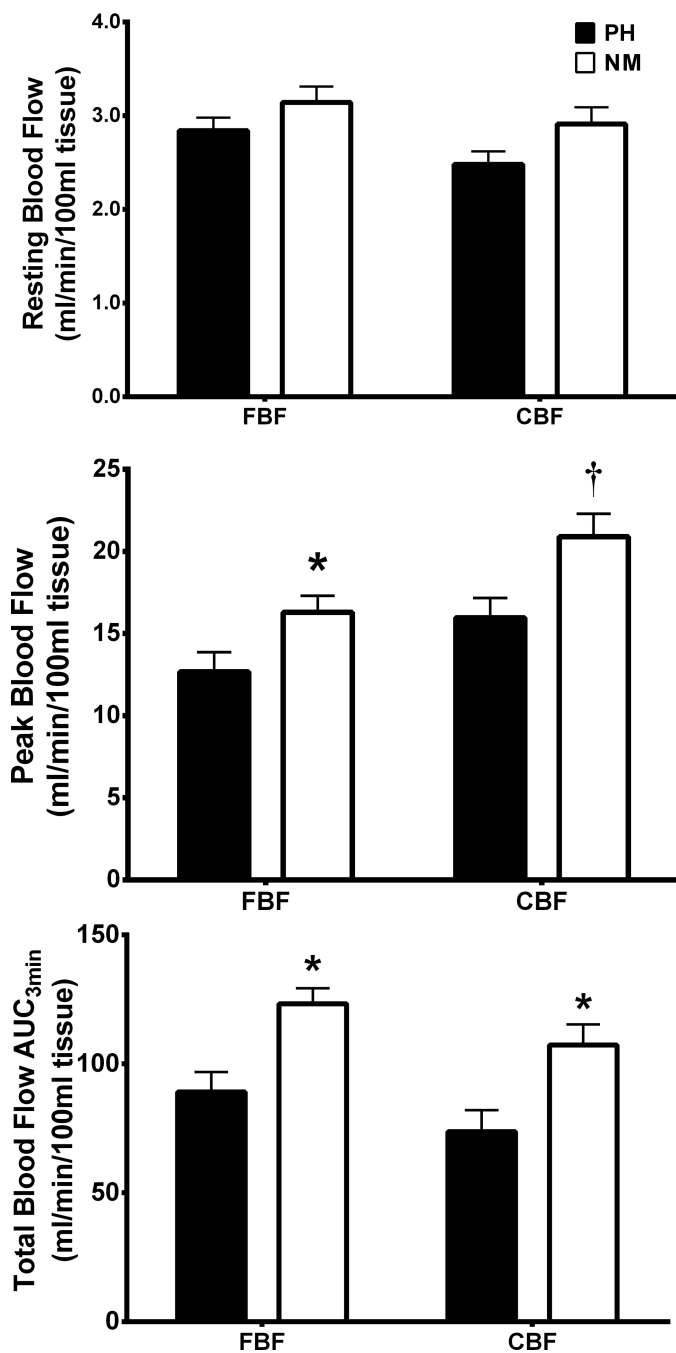 PH
NM
Resting Blood Flow
(ml/min/100ml tissue)
4.0
3.0
2.0
1.0
0.0
FBF
CBF
Peak Blood Flow
(ml/min/100ml tissue)
25
20
15
10
5
0
*
†
FBF
CBF
Total Blood Flow AUC3min
(ml/min/100ml tissue)
150
100
50
0
*
*
FBF
CBF